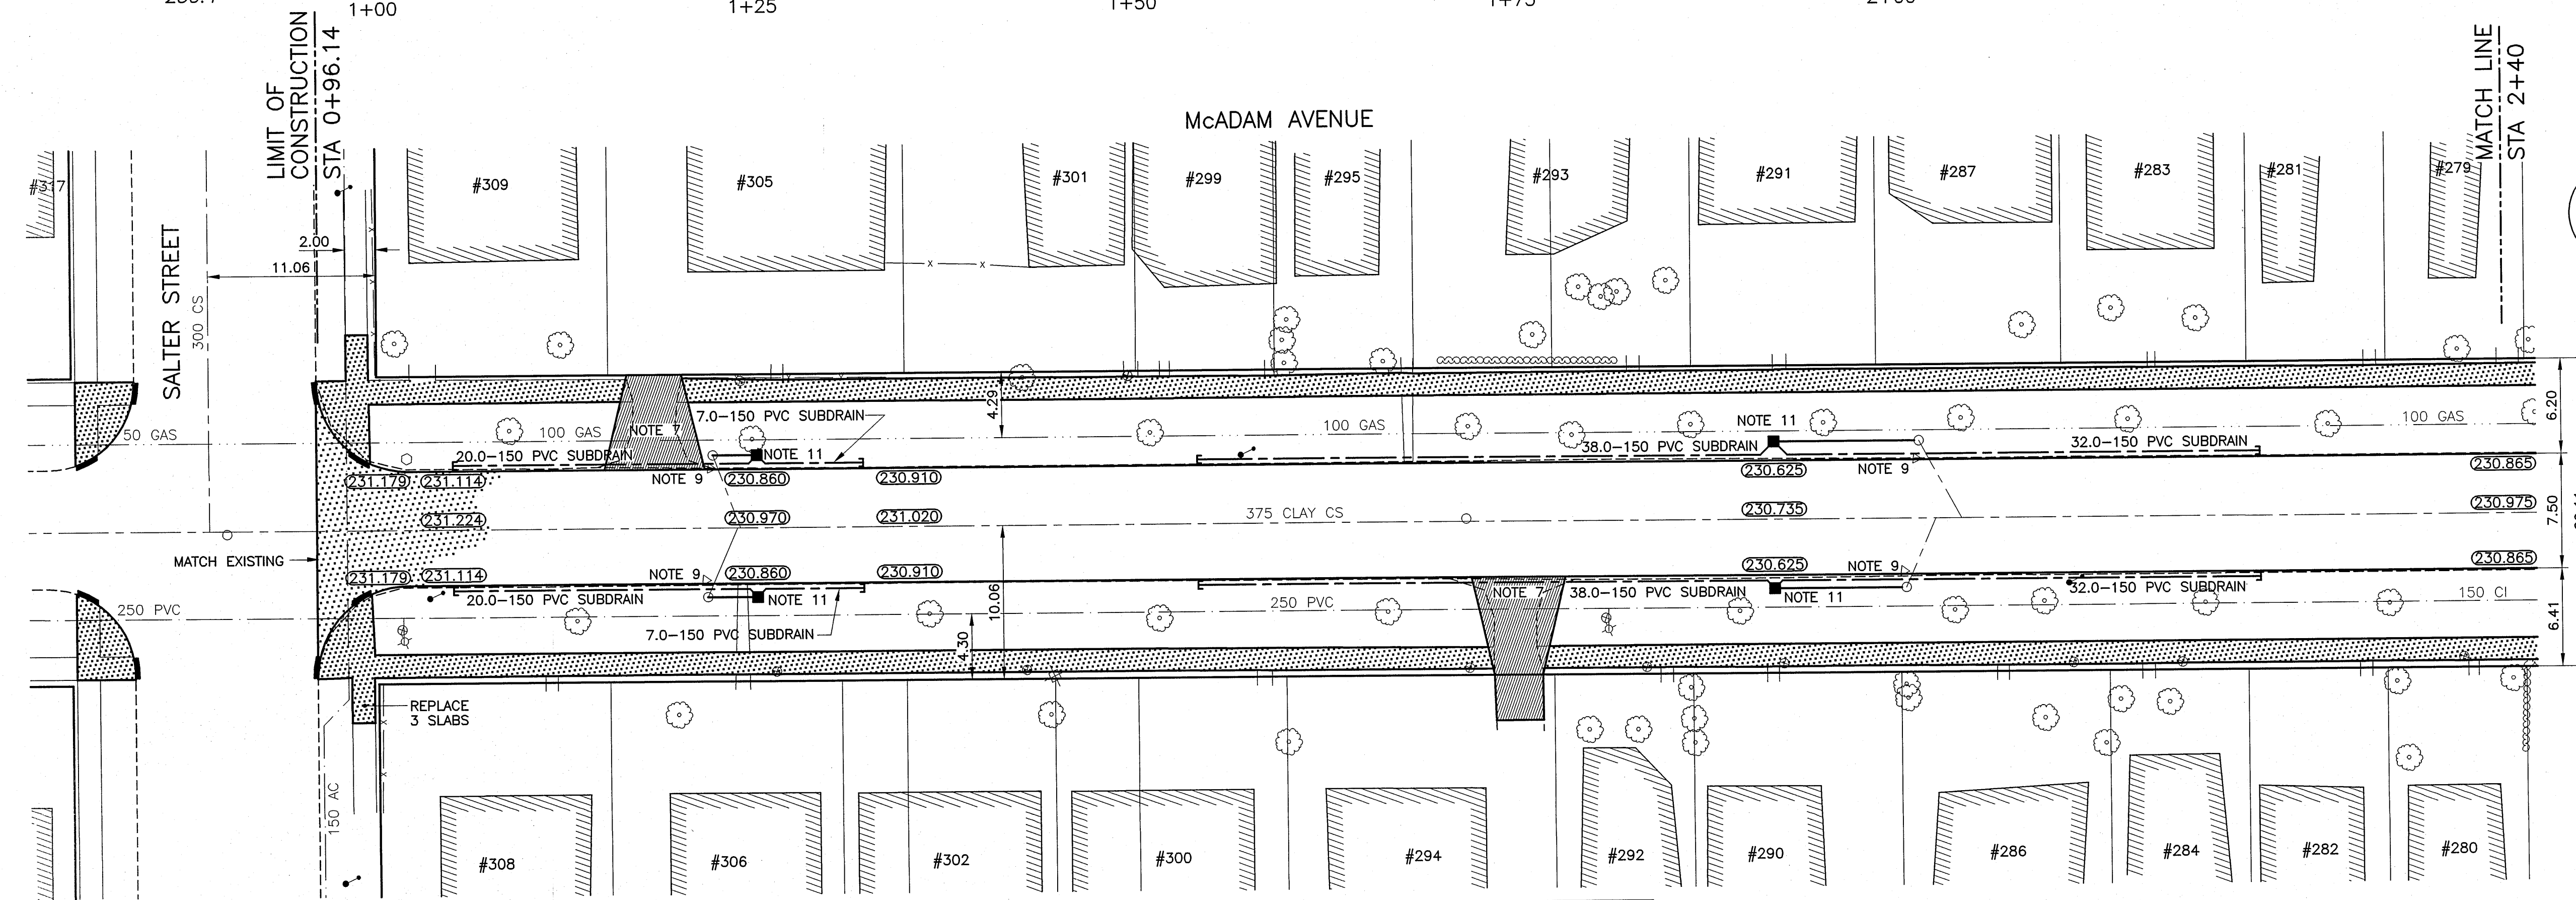 1+00
1+25
1+50
1+75
2+00
LIMIT OF
CONSTRUCTION
STA 0+96.14
McADAM AVENUE
MATCH LINE
STA 2+40
#317
#309
#305
#301
#299
#295
#293
#291
#287
#283
#281
#279
SALTER STREET
300 CS
2.00
11.06
50 GAS
100 GAS
NOTE 7
7.0-150 PVC SUBDRAIN
4.29
100 GAS
NOTE 11
100 GAS
6.20
20.0-150 PVC SUBDRAIN
NOTE 11
38.0-150 PVC SUBDRAIN
32.0-150 PVC SUBDRAIN
NOTE 9
NOTE 9
231.179
231.114
230.860
230.910
230.625
230.865
231.224
230.970
231.020
375 CLAY CS
230.735
230.975
7.50
MATCH EXISTING
231.179
231.114
NOTE 9
230.860
230.910
230.625
NOTE 9
230.865
250 PVC
20.0-150 PVC SUBDRAIN
NOTE 11
10.06
250 PVC
NOTE 7
38.0-150 PVC SUBDRAIN
NOTE 11
32.0-150 PVC SUBDRAIN
150 CI
6.41
7.0-150 PVC SUBDRAIN
4.30
REPLACE
3 SLABS
150 AC
#308
#306
#302
#300
#294
#292
#290
#286
#284
#282
#280